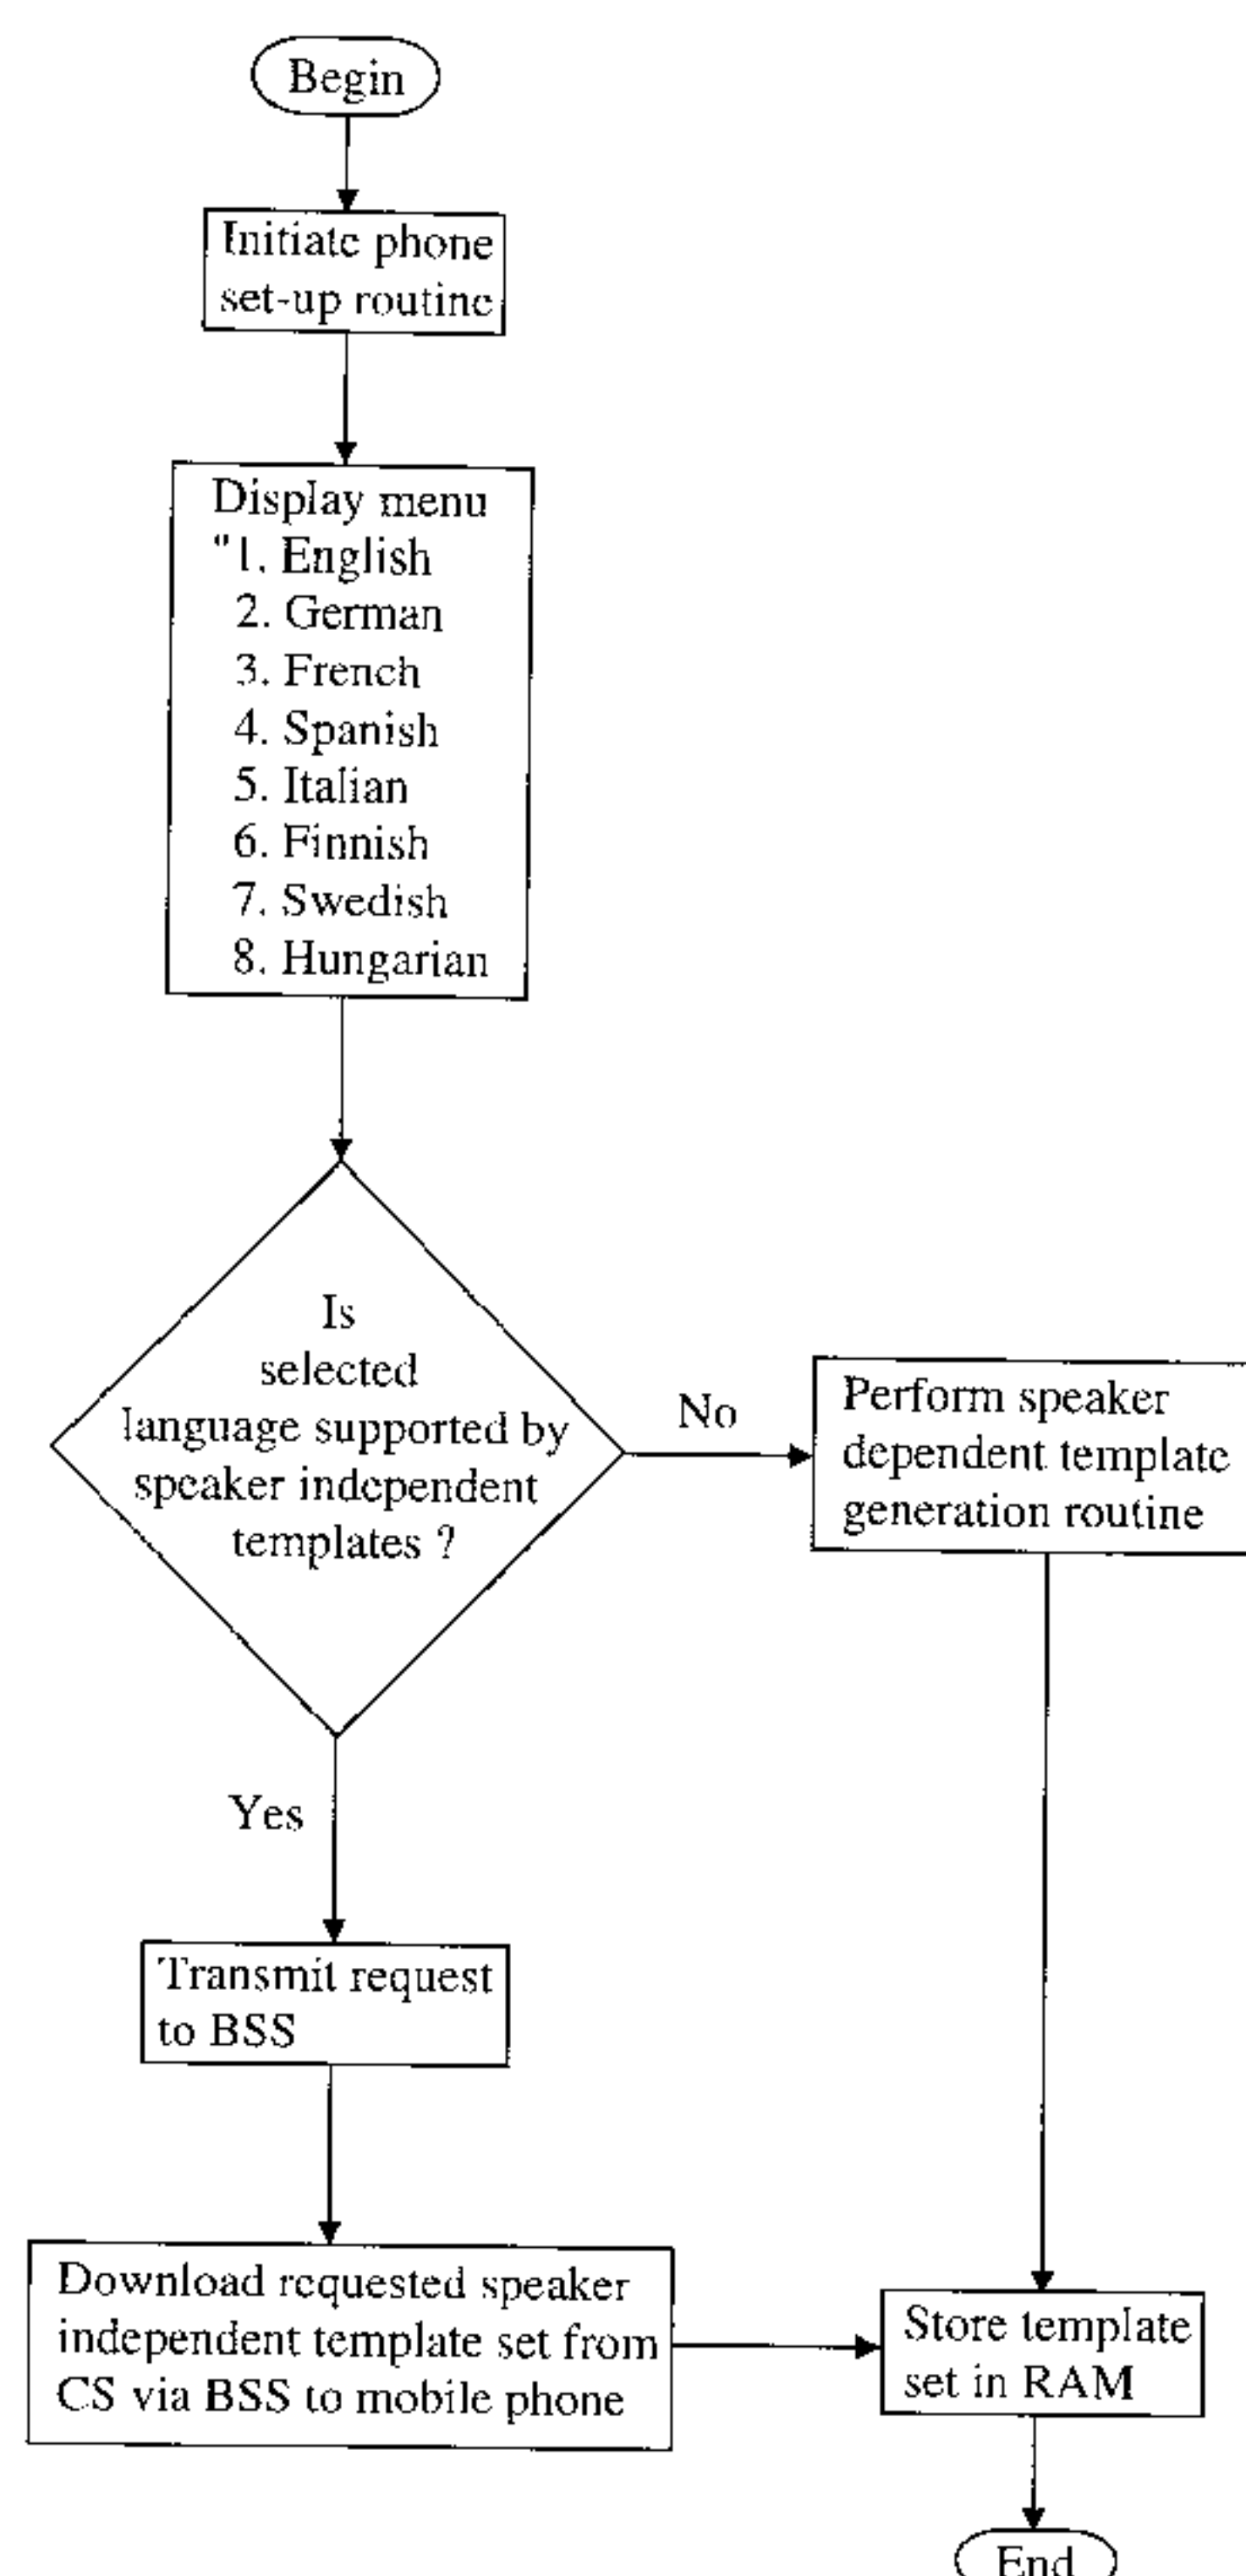 Begin
Initiate phone
set-up routine
Display menu
"1. English
2. German
3. French
4. Spanish
5. Italian
6. Finnish
7. Swedish
8. Hungarian
Is
selected
language supported by
speaker independent
templates ?
No
Perform speaker
dependent template
generation routine
Yes
Transmit request
to BSS
Download requested speaker
independent template set from
CS via BSS to mobile phone
Store template
set in RAM
End